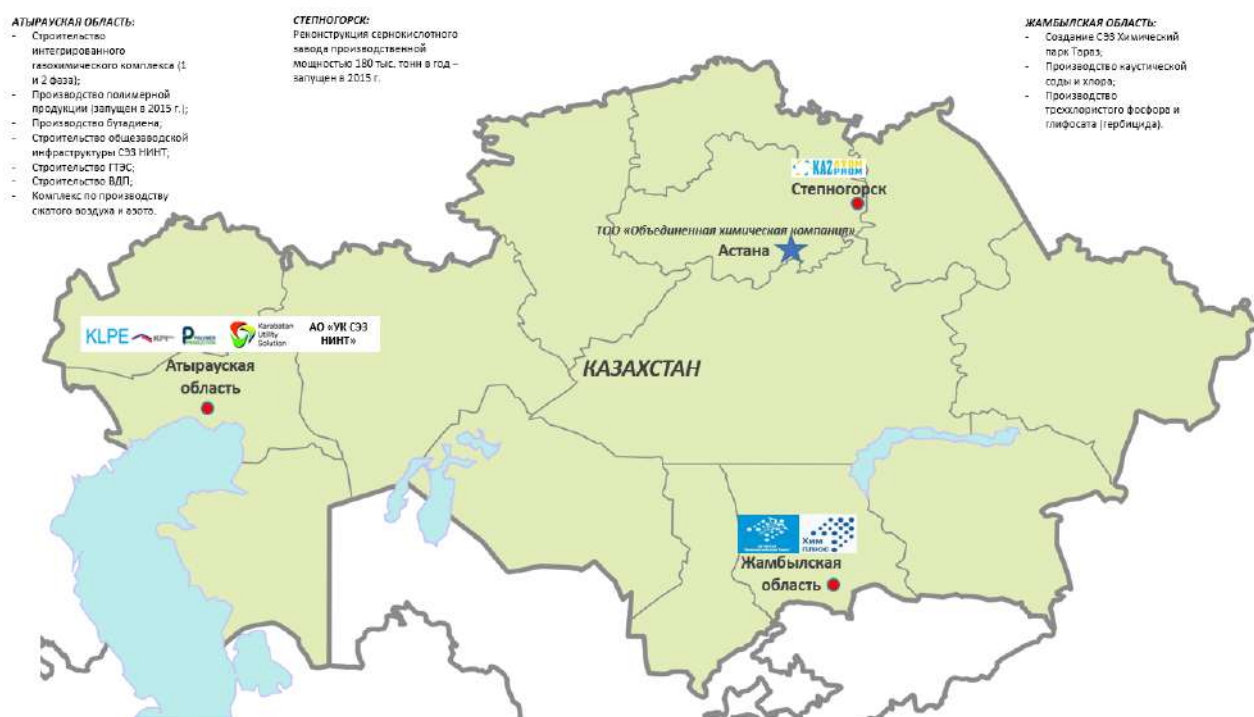 АТЫРАУСКАЯ ОБЛАСТЬ:
- Строительство
интегрированного
газохимического комплекса (1
и 2 фаза);
- Производство полимерной
продукции (запущен в 2015 г.);
- Производство бутадиена;
- Строительство общезаводской
инфраструктуры СЭЗ НИНТ;
- Строительство ГТЭС;
- Строительство ВДП;
- Комплекс по производству
сжатого воздуха и азота.
СТЕПНОГОРСК:
Реконструкция сернокислотного
завода производственной
мощностью 180 тыс. тонн в год –
запущен в 2015 г.
ЖАМБЫЛСКАЯ ОБЛАСТЬ:
- Создание СЭЗ Химический
парк Тараз;
- Производство каустической
соды и хлора;
- Производство
треххлористого фосфора и
глифосата (гербицида).
KAZATOMPROM
Степногорск
ТОО «Объединенная химическая компания»
Астана
KLPE
Karabatan
Utility
Solution
АО «УК СЭЗ
НИНТ»
Атырауская
область
КАЗАХСТАН
Хим
плюс
Жамбылская
область